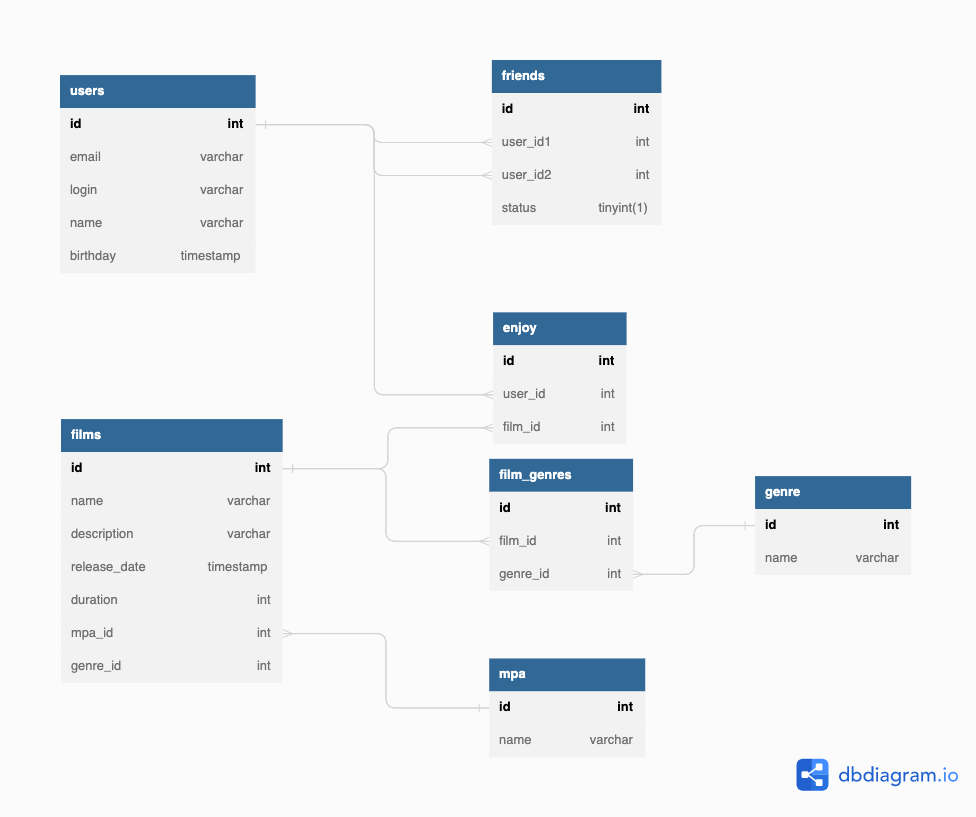 users
id int
email varchar
login varchar
name varchar
birthday timestamp
friends
id int
user_id1 int
user_id2 int
status tinyint(1)
enjoy
id int
user_id int
film_id int
films
id int
name varchar
description varchar
release_date timestamp
duration int
mpa_id int
genre_id int
film_genres
id int
film_id int
genre_id int
genre
id int
name varchar
mpa
id int
name varchar
dbdiagram.io